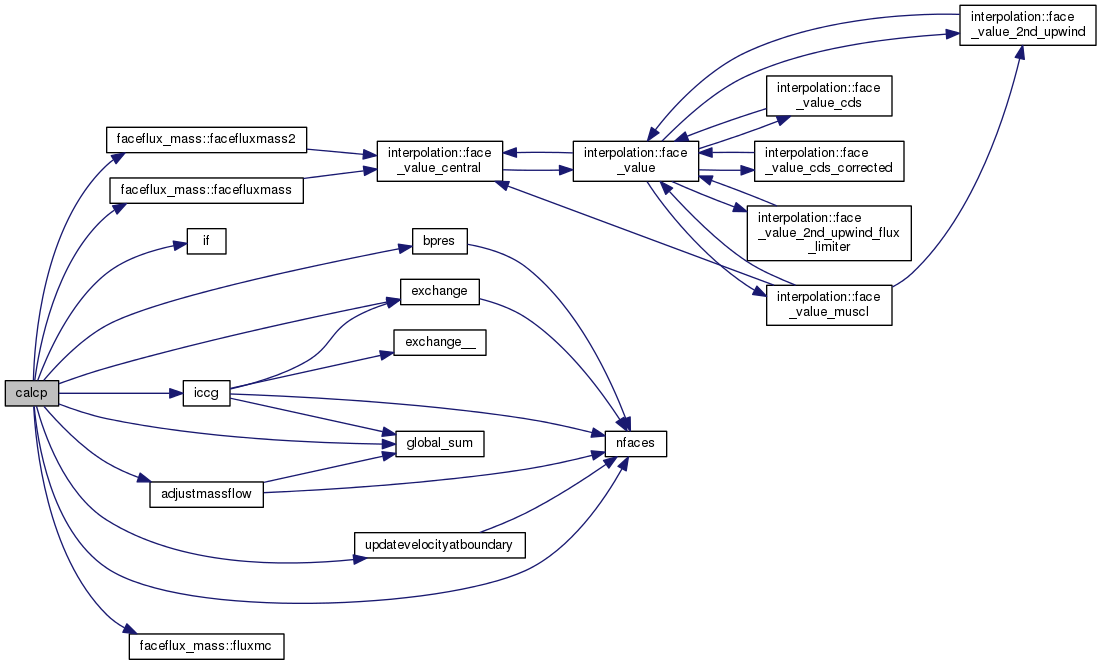 interpolation::face
_value_2nd_upwind
interpolation::face
_value_cds
faceflux_mass::facefluxmass2
interpolation::face
_value_central
interpolation::face
_value
interpolation::face
_value_cds_corrected
faceflux_mass::facefluxmass
interpolation::face
_value_2nd_upwind_flux
_limiter
if
bpres
exchange
interpolation::face
_value_muscl
exchange__
calcp
iccg
global_sum
nfaces
adjustmassflow
updatevelocityatboundary
faceflux_mass::fluxmc